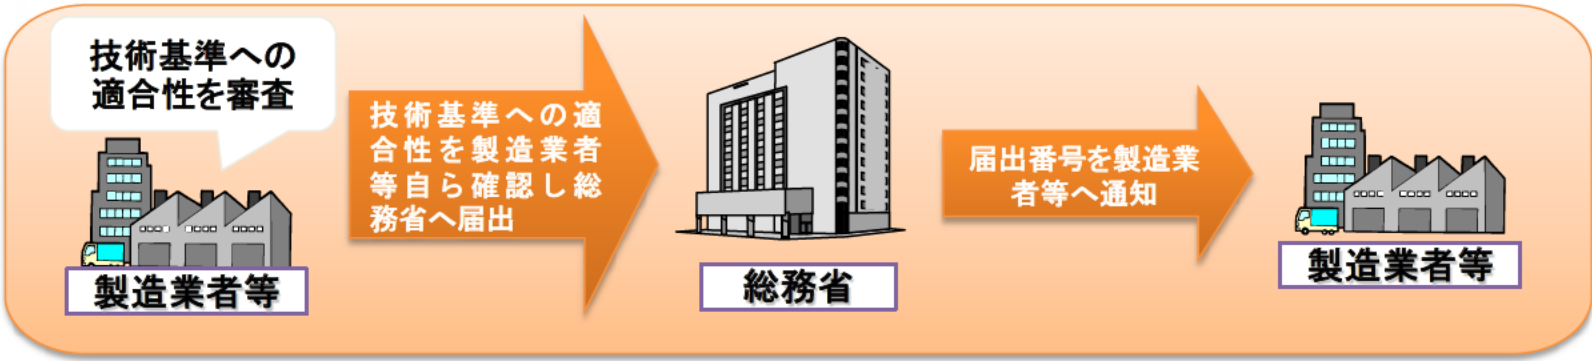 技術基準への
適合性を審査
製造業者等
技術基準への適
合性を製造業者
等自ら確認し総
務省へ届出
総務省
届出番号を製造業
者等へ通知
製造業者等